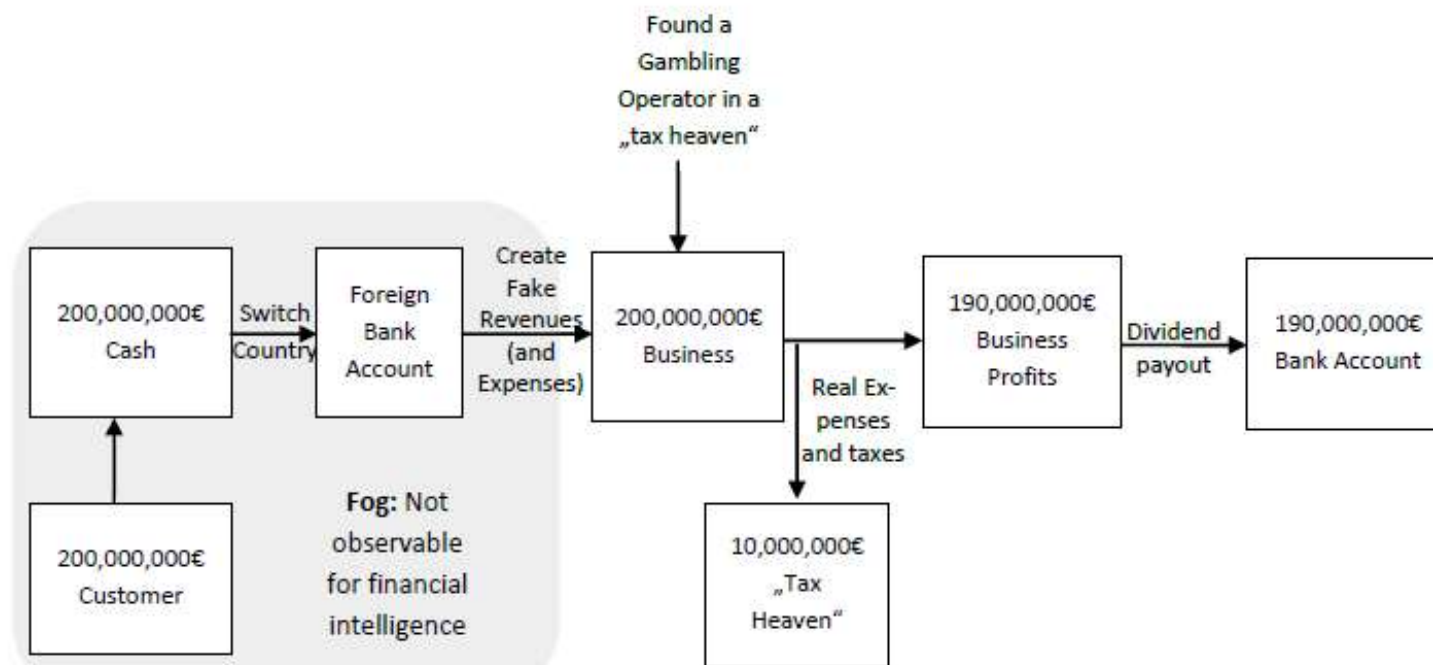 Found a
Gambling
Operator in a
„tax heaven“
200,000,000€
Cash
Switch
Country
Foreign
Bank
Account
Create
Fake
Revenues
(and
Expenses)
200,000,000€
Business
190,000,000€
Business
Profits
Dividend
payout
190,000,000€
Bank Account
Real Ex-
penses
and taxes
200,000,000€
Customer
Fog: Not
observable
for financial
intelligence
10,000,000€
„Tax
Heaven“